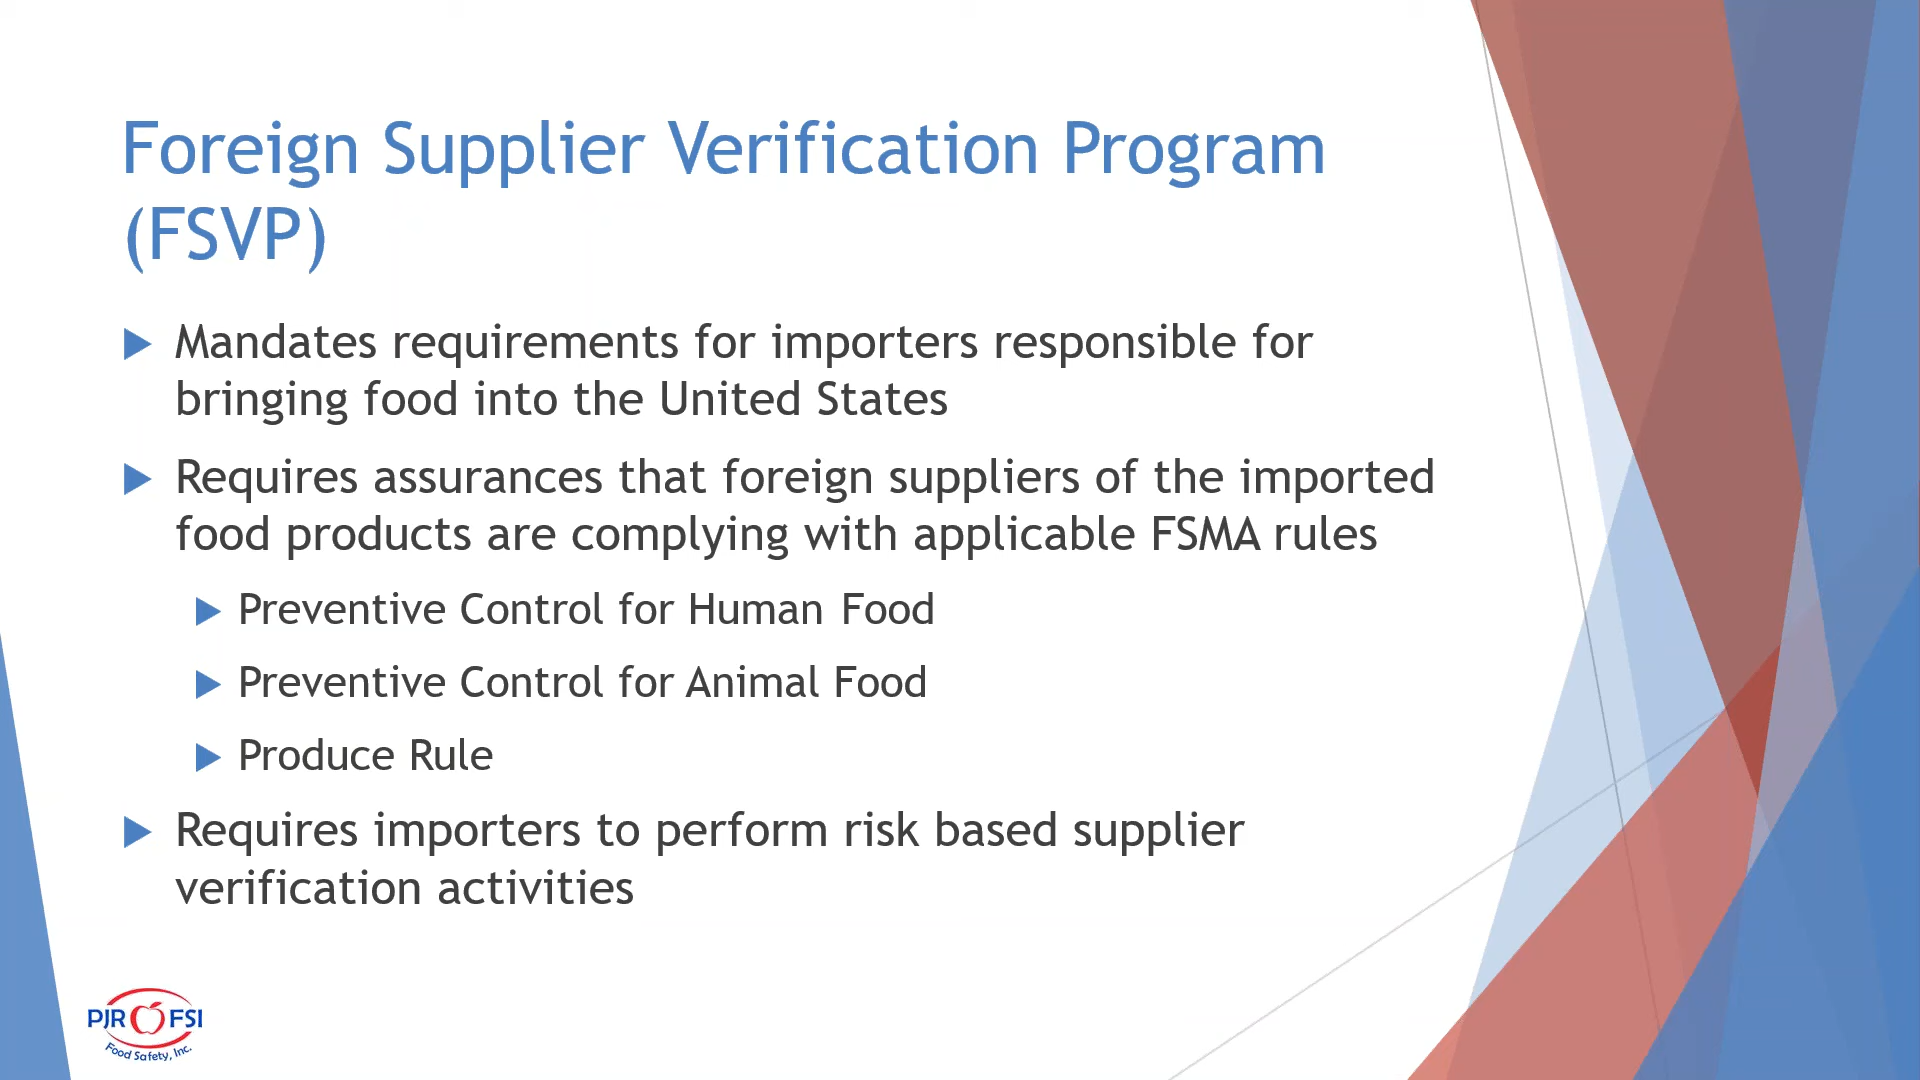 Foreign Supplier Verification Program
(FSVP)
Mandates requirements for importers responsible for
bringing food into the United States
Requires assurances that foreign suppliers of the imported
food products are complying with applicable FSMA rules
Preventive Control for Human Food
Preventive Control for Animal Food
Produce Rule
Requires importers to perform risk based supplier
verification activities
PJR FSI
Food Safety, Inc.